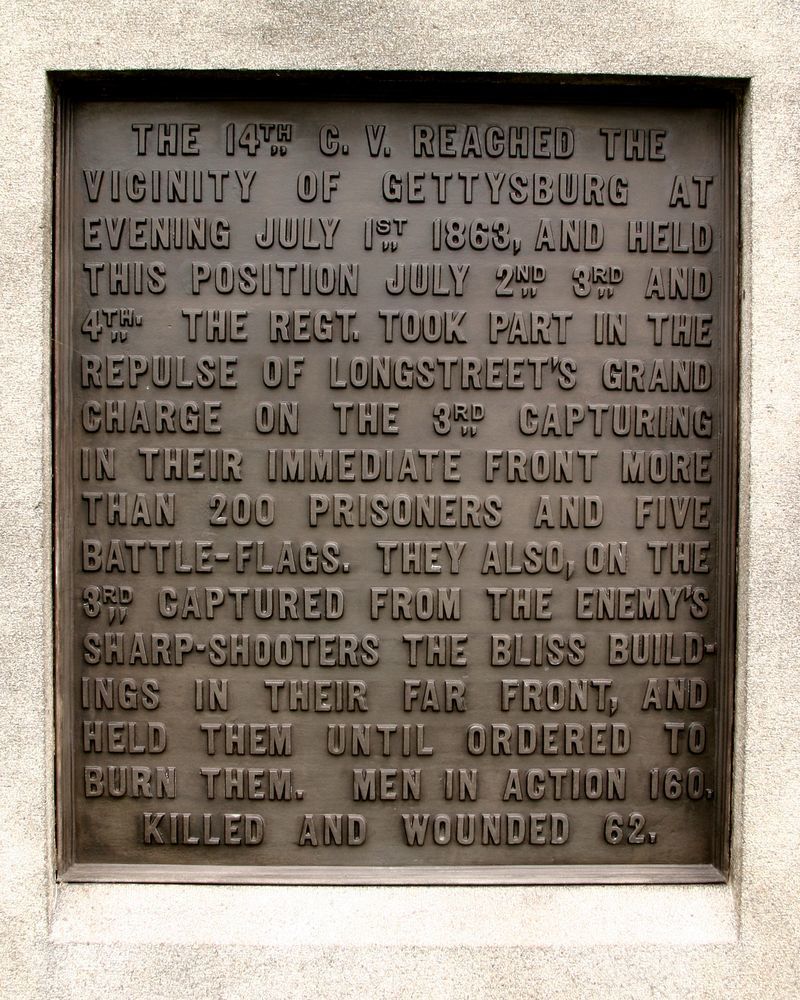 THE 14TH C. V. REACHED THE
VICINITY OF GETTYSBURG AT
EVENING JULY 1ST 1863, AND HELD
THIS POSITION JULY 2ND 3RD AND
4TH. THE REGT. TOOK PART IN THE
REPULSE OF LONGSTREET'S GRAND
CHARGE ON THE 3RD CAPTURING
IN THEIR IMMEDIATE FRONT MORE
THAN 200 PRISONERS AND FIVE
BATTLE-FLAGS. THEY ALSO, ON THE
3RD CAPTURED FROM THE ENEMY'S
SHARP-SHOOTERS THE BLISS BUILD-
INGS IN THEIR FAR FRONT, AND
HELD THEM UNTIL ORDERED TO
BURN THEM. MEN IN ACTION 160.
KILLED AND WOUNDED 62.